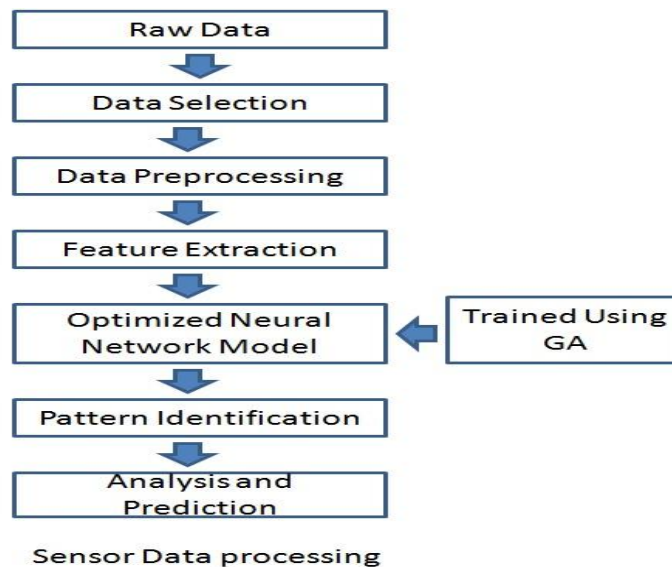 Raw Data
Data Selection
Data Preprocessing
Feature Extraction
Optimized Neural
Network Model
Trained Using
GA
Pattern Identification
Analysis and
Prediction
Sensor Data processing